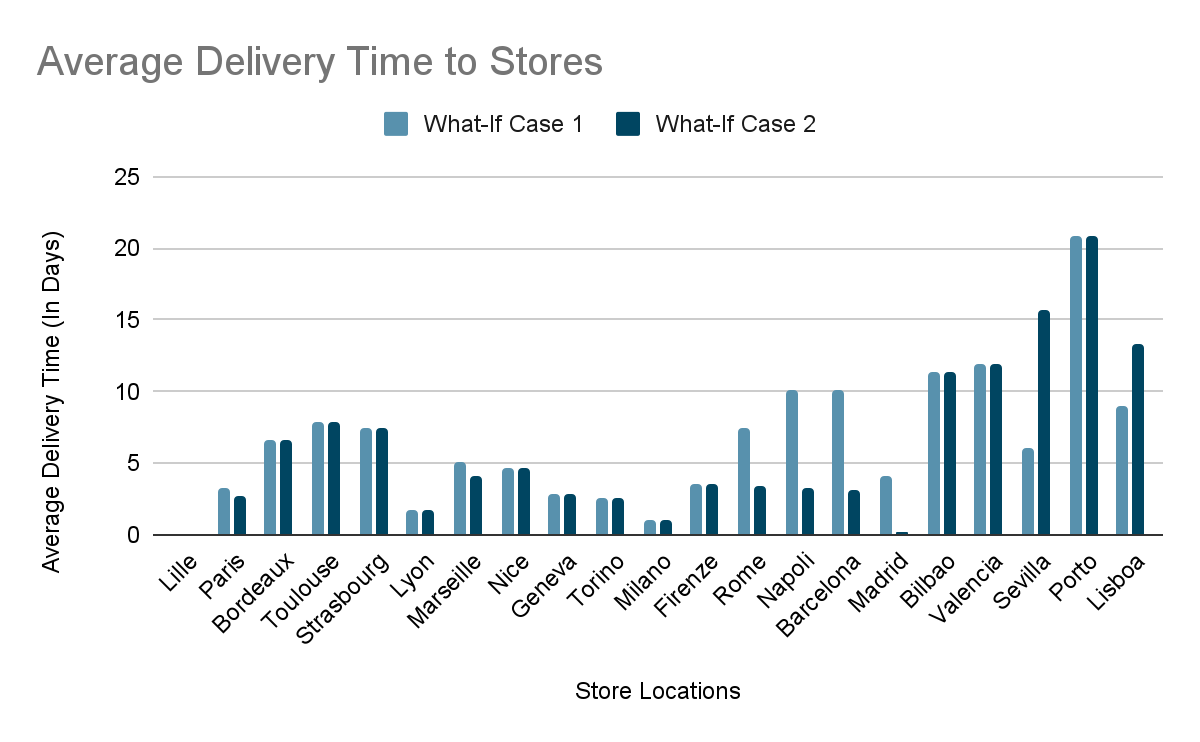 Average Delivery Time to Stores
What-If Case 1
What-If Case 2
Average Delivery Time (In Days)
25
20
15
10
5
0
Lille
Paris
Bordeaux
Toulouse
Strasbourg
Lyon
Marseille
Nice
Geneva
Torino
Milano
Firenze
Rome
Napoli
Barcelona
Madrid
Bilbao
Valencia
Sevilla
Porto
Lisboa
Store Locations